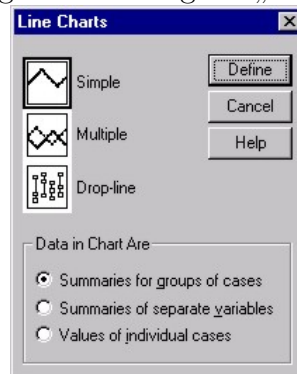 Line Charts
Simple
Define
Cancel
Multiple
Help
Drop-line
Data in Chart Are
Summaries for groups of cases
Summaries of separate variables
Values of individual cases